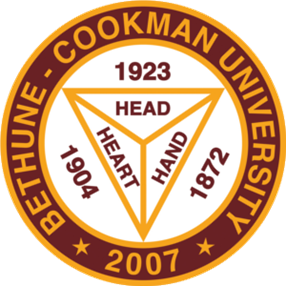 BETHUNE - COOKMAN UNIVERSITY
1923
HEAD
HEART
HAND
1904
1872
2007